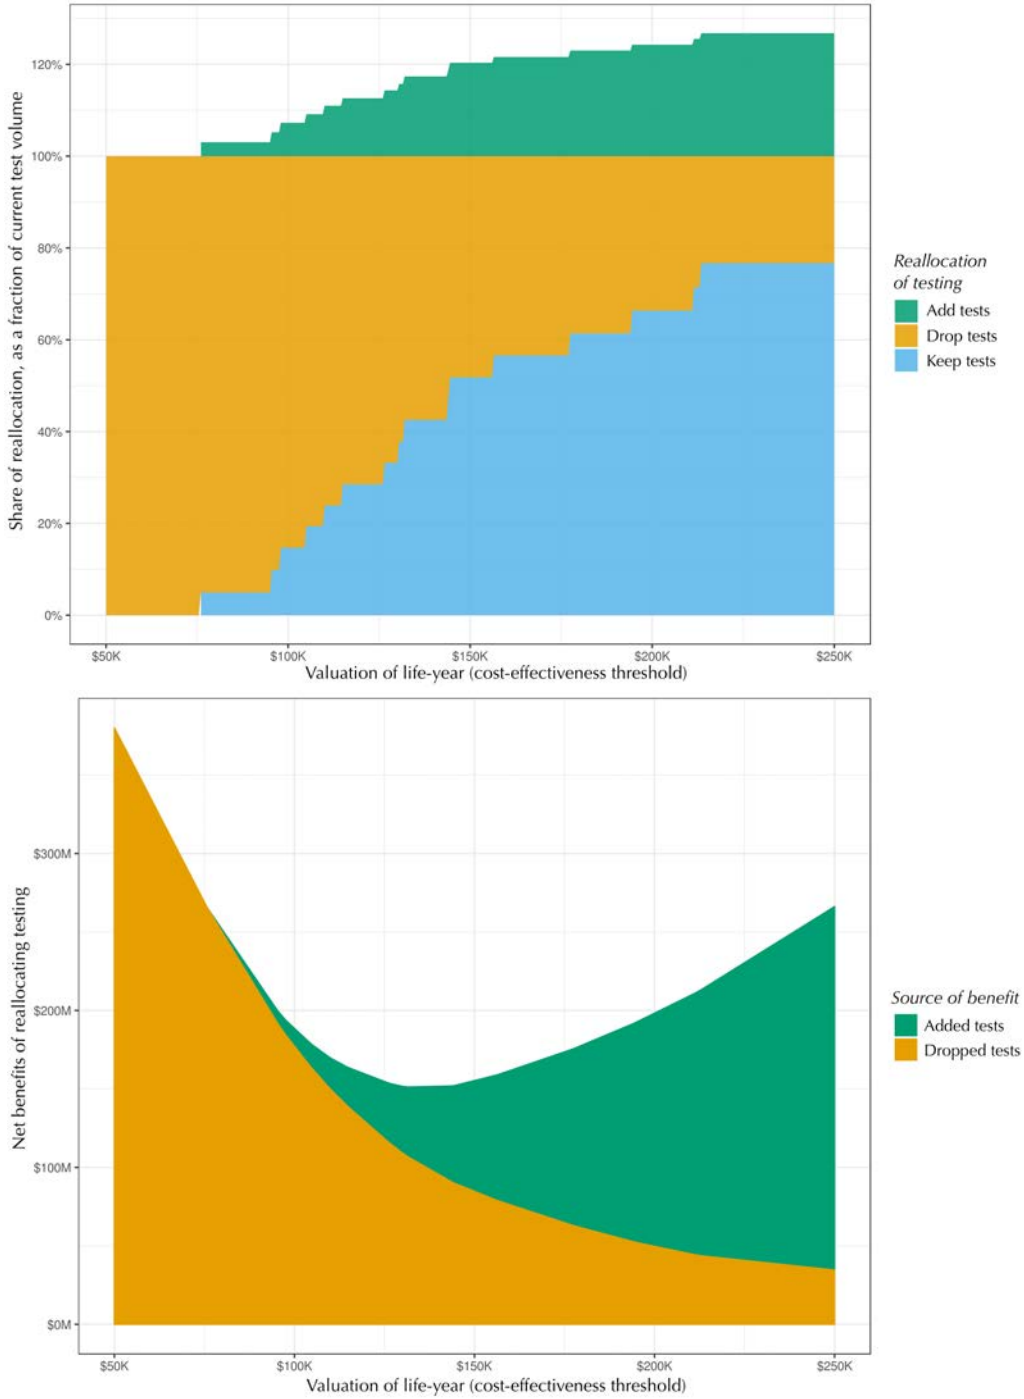 Share of reallocation, as a fraction of current test volume
120%
100%
80%
60%
40%
20%
0%
$50K
$100K
$150K
$200K
$250K
Valuation of life-year (cost-effectiveness threshold)
Reallocation
of testing
Add tests
Drop tests
Keep tests
Net benefits of reallocating testing
$300M
$200M
$100M
$0M
$50K
$100K
$150K
$200K
$250K
Valuation of life-year (cost-effectiveness threshold)
Source of benefit
Added tests
Dropped tests